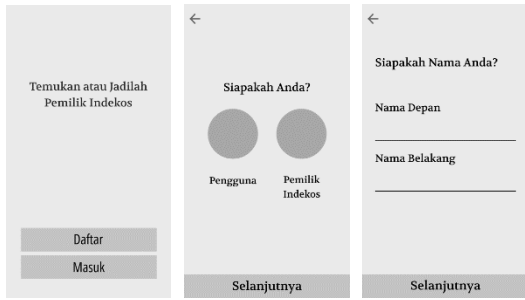 Temukan atau Jadilah
Pemilik Indekos
Daftar
Masuk
Siapakah Anda?
Pengguna
Pemilik
Indekos
Selanjutnya
Siapakah Nama Anda?
Nama Depan
Nama Belakang
Selanjutnya